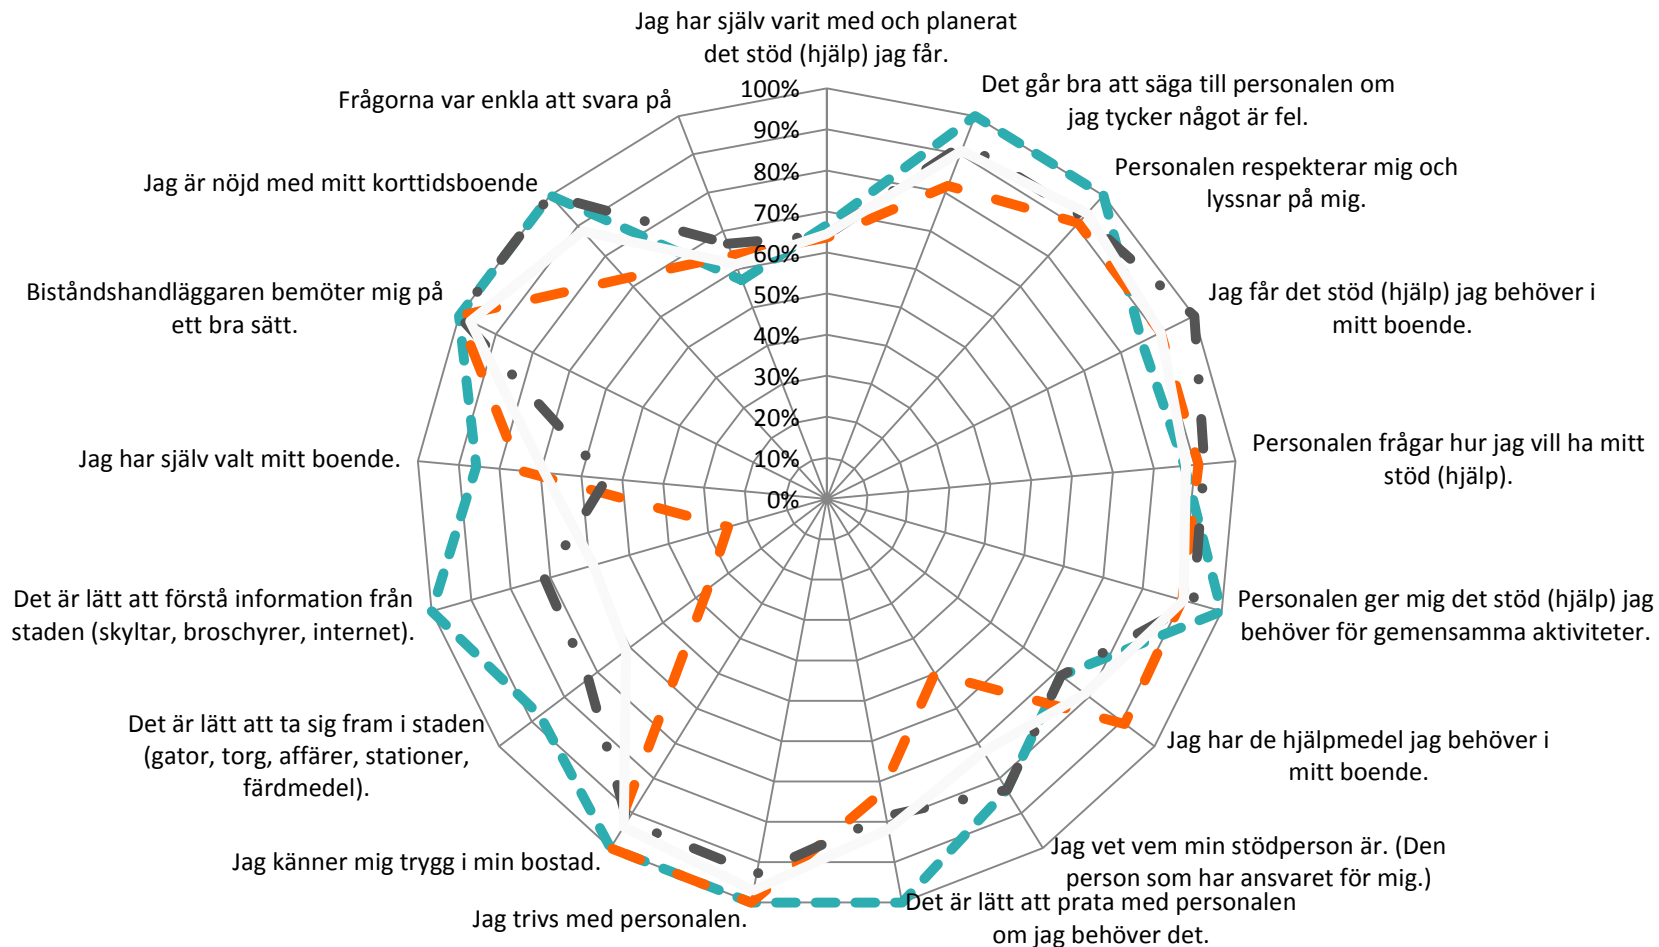 Jag har själv varit med och planerat
det stöd (hjälp) jag får.
Det går bra att säga till personalen om
jag tycker något är fel.
Personalen respekterar mig och
lyssnar på mig.
Jag får det stöd (hjälp) jag behöver i
mitt boende.
Personalen frågar hur jag vill ha mitt
stöd (hjälp).
Personalen ger mig det stöd (hjälp) jag
behöver för gemensamma aktiviteter.
Jag har de hjälpmedel jag behöver i
mitt boende.
Jag vet vem min stödperson är. (Den
person som har ansvaret för mig.)
Det är lätt att prata med personalen
om jag behöver det.
Jag trivs med personalen.
Jag känner mig trygg i min bostad.
Det är lätt att ta sig fram i staden
(gator, torg, affärer, stationer,
färdmedel).
Det är lätt att förstå information från
staden (skyltar, broschyrer, internet).
Jag har själv valt mitt boende.
Biståndshandläggaren bemöter mig på
ett bra sätt.
Jag är nöjd med mitt korttidsboende
Frågorna var enkla att svara på
100%
90%
80%
70%
60%
50%
40%
30%
20%
10%
0%